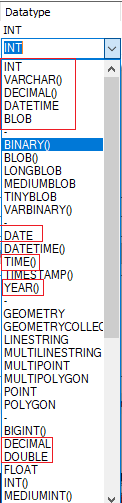 Datatype
INT
INT
INT
VARCHAR()
DECIMAL()
DATETIME
BLOB
-
BINARY()
BLOB()
LONGBLOB
MEDIUMBLOB
TINYBLOB
VARBINARY()
-
DATE
DATETIME()
TIME()
TIMESTAMP()
YEAR()
-
GEOMETRY
GEOMETRYCOLLEC
LINESTRING
MULTILINESTRING
MULTIPOINT
MULTIPOLYGON
POINT
POLYGON
-
BIGINT()
DECIMAL
DOUBLE
FLOAT
INT()
MEDIUMINT()